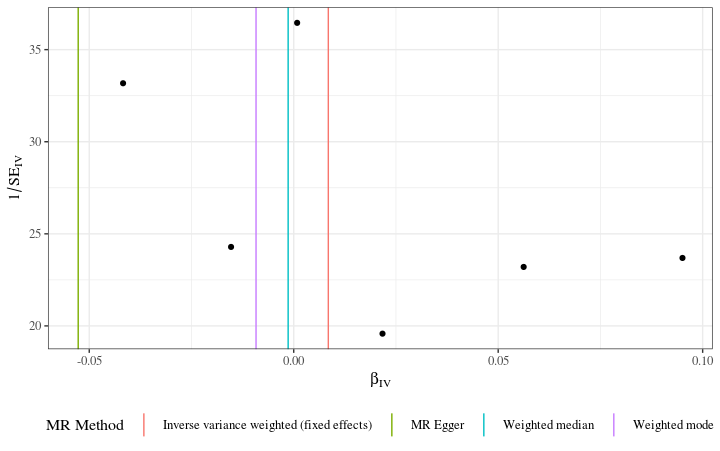 35
30
25
20
1/SE_IV
-0.05 0.00 0.05 0.10
β_IV
MR Method Inverse variance weighted (fixed effects) MR Egger Weighted median Weighted mode